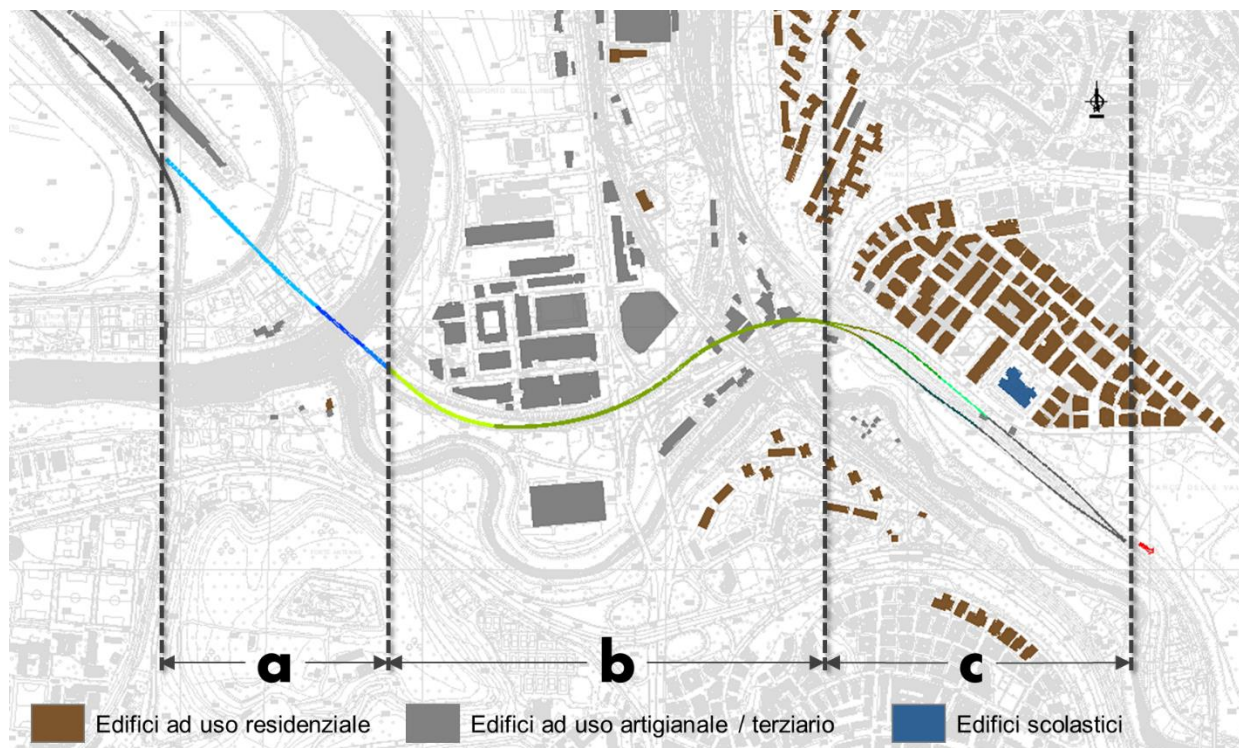 a
b
c
Edifici ad uso residenziale
Edifici ad uso artigianale / terziario
Edifici scolastici